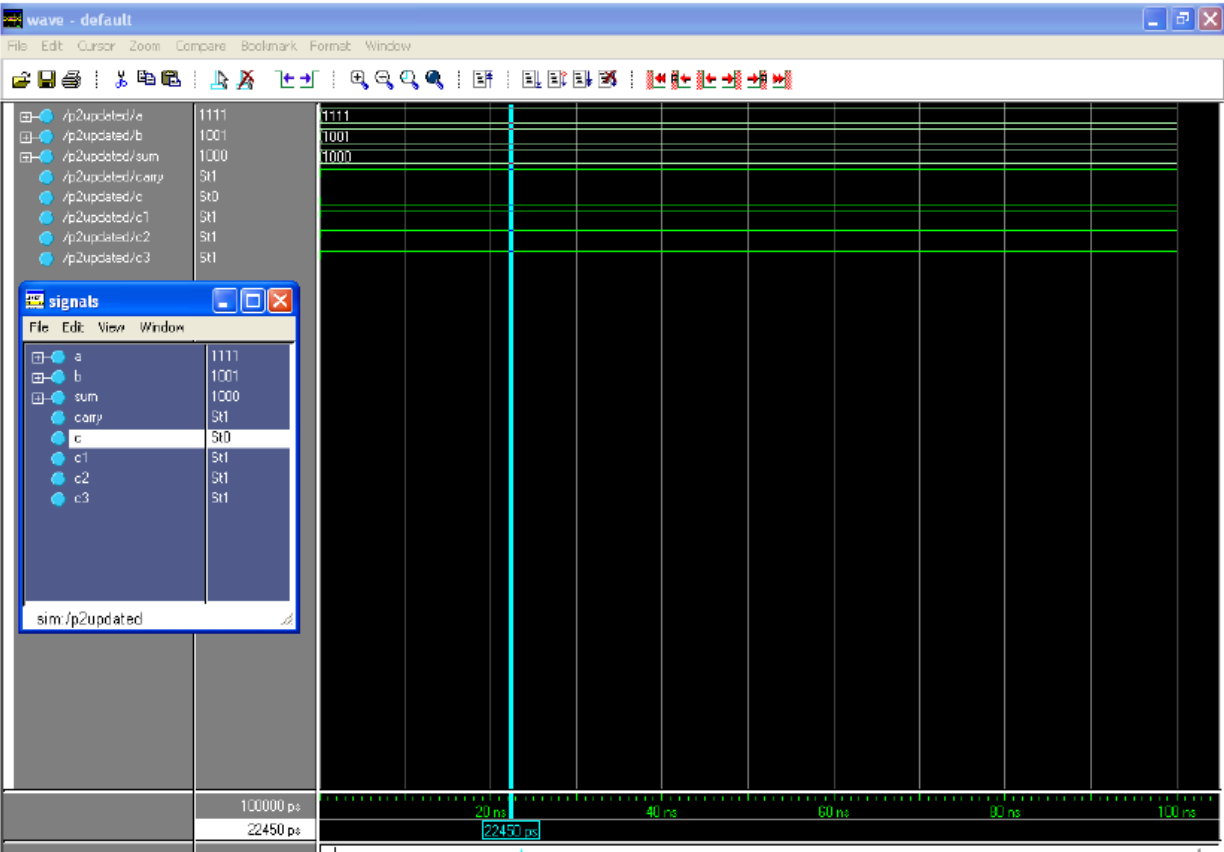 wave - default
File Edit Cursor Zoom Compare Bookmark Format Window
/p2updated/a 1111 1111
/p2updated/b 1001 1001
/p2updated/sum 1000 1000
/p2updated/carry St1
/p2updated/c St0
/p2updated/c1 St1
/p2updated/c2 St1
/p2updated/c3 St1
signals
File Edit View Window
a 1111
b 1001
sum 1000
carry St1
c St0
c1 St1
c2 St1
c3 St1
sim:/p2updated
100000 ps 20 ns 40 ns 60 ns 80 ns 100 ns
22450 ps 22450 ps